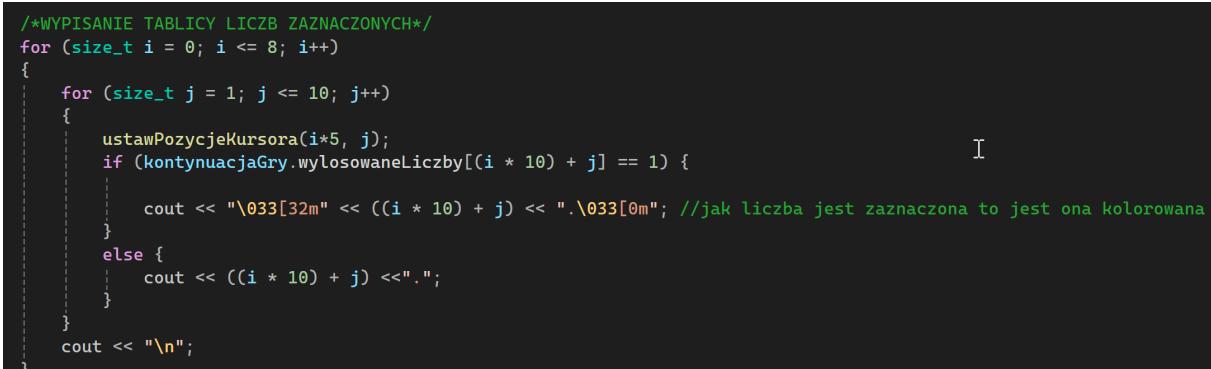 /*WYPISANIE TABLICY LICZB ZAZNACZONYCH*/
for (size_t i = 0; i <= 8; i++)
{
    for (size_t j = 1; j <= 10; j++)
    {
        ustawPozycjeKursora(i*5, j);
        if (kontynuacjaGry.wylosowaneLiczby[(i * 10) + j] == 1) {
            cout << "\033[32m" << ((i * 10) + j) << ".\033[0m"; //jak liczba jest zaznaczona to jest ona kolorowana
        }
        else {
            cout << ((i * 10) + j) <<".";
        }
    }
    cout << "\n";
}